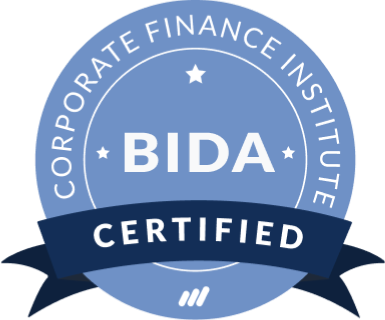 CORPORATE FINANCE INSTITUTE
BIDA
CERTIFIED